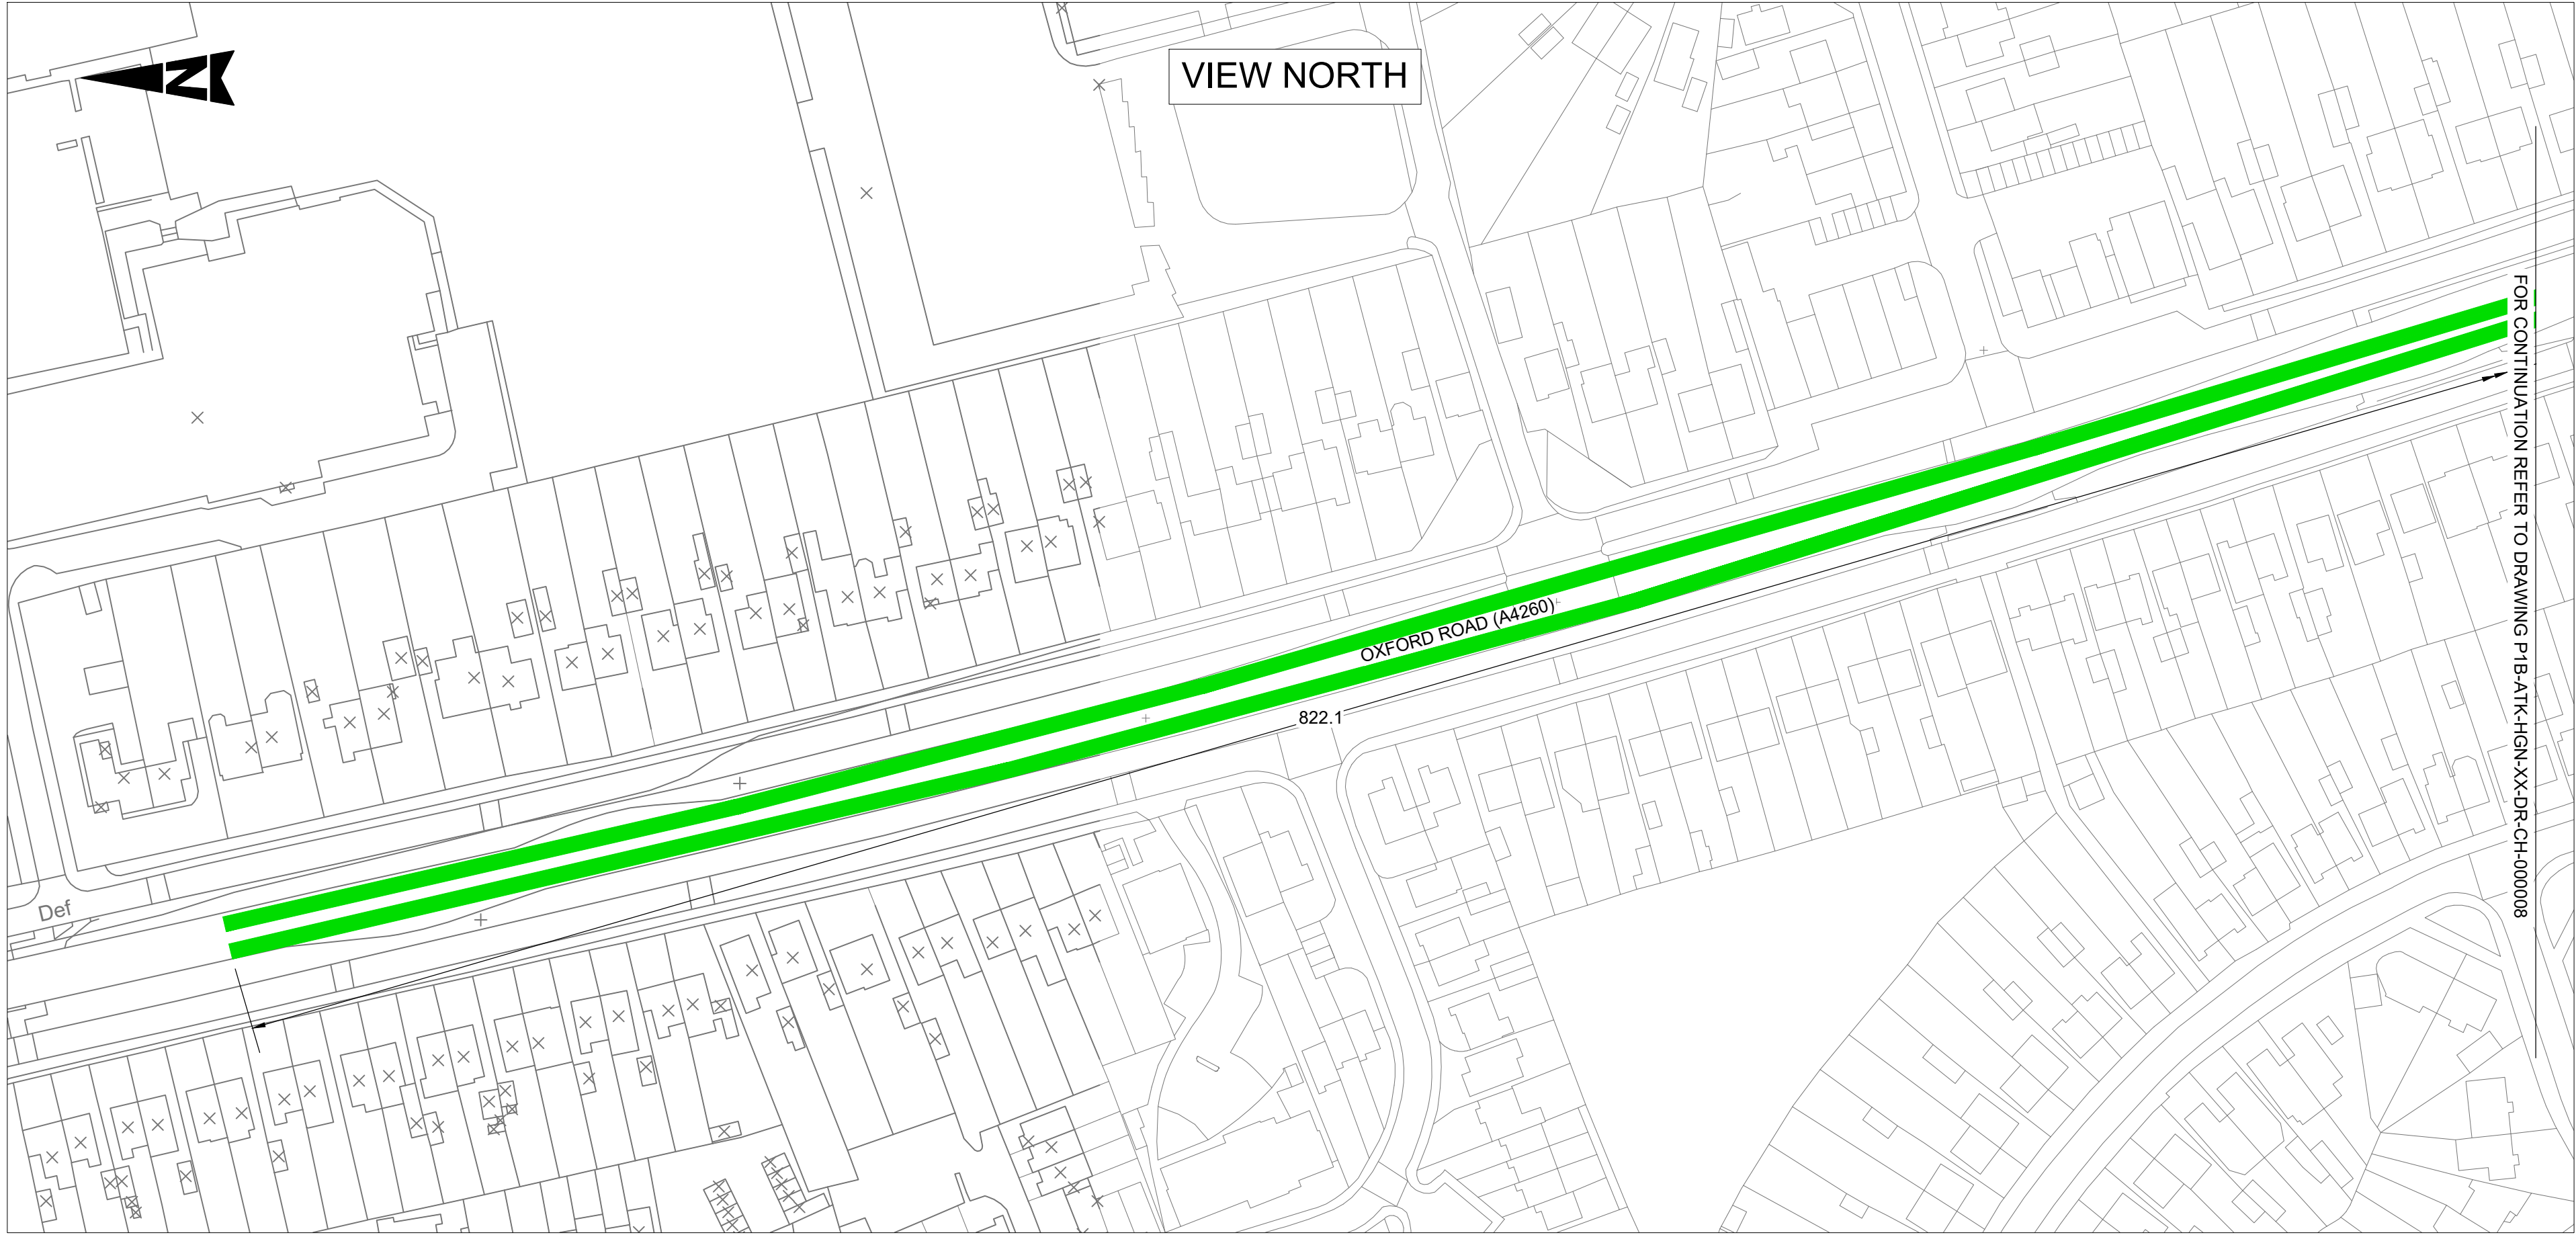 N
VIEW NORTH
OXFORD ROAD (A4260)
822.1
Def
FOR CONTINUATION REFER TO DRAWING P1B-ATK-HGN-XX-DR-CH-000008